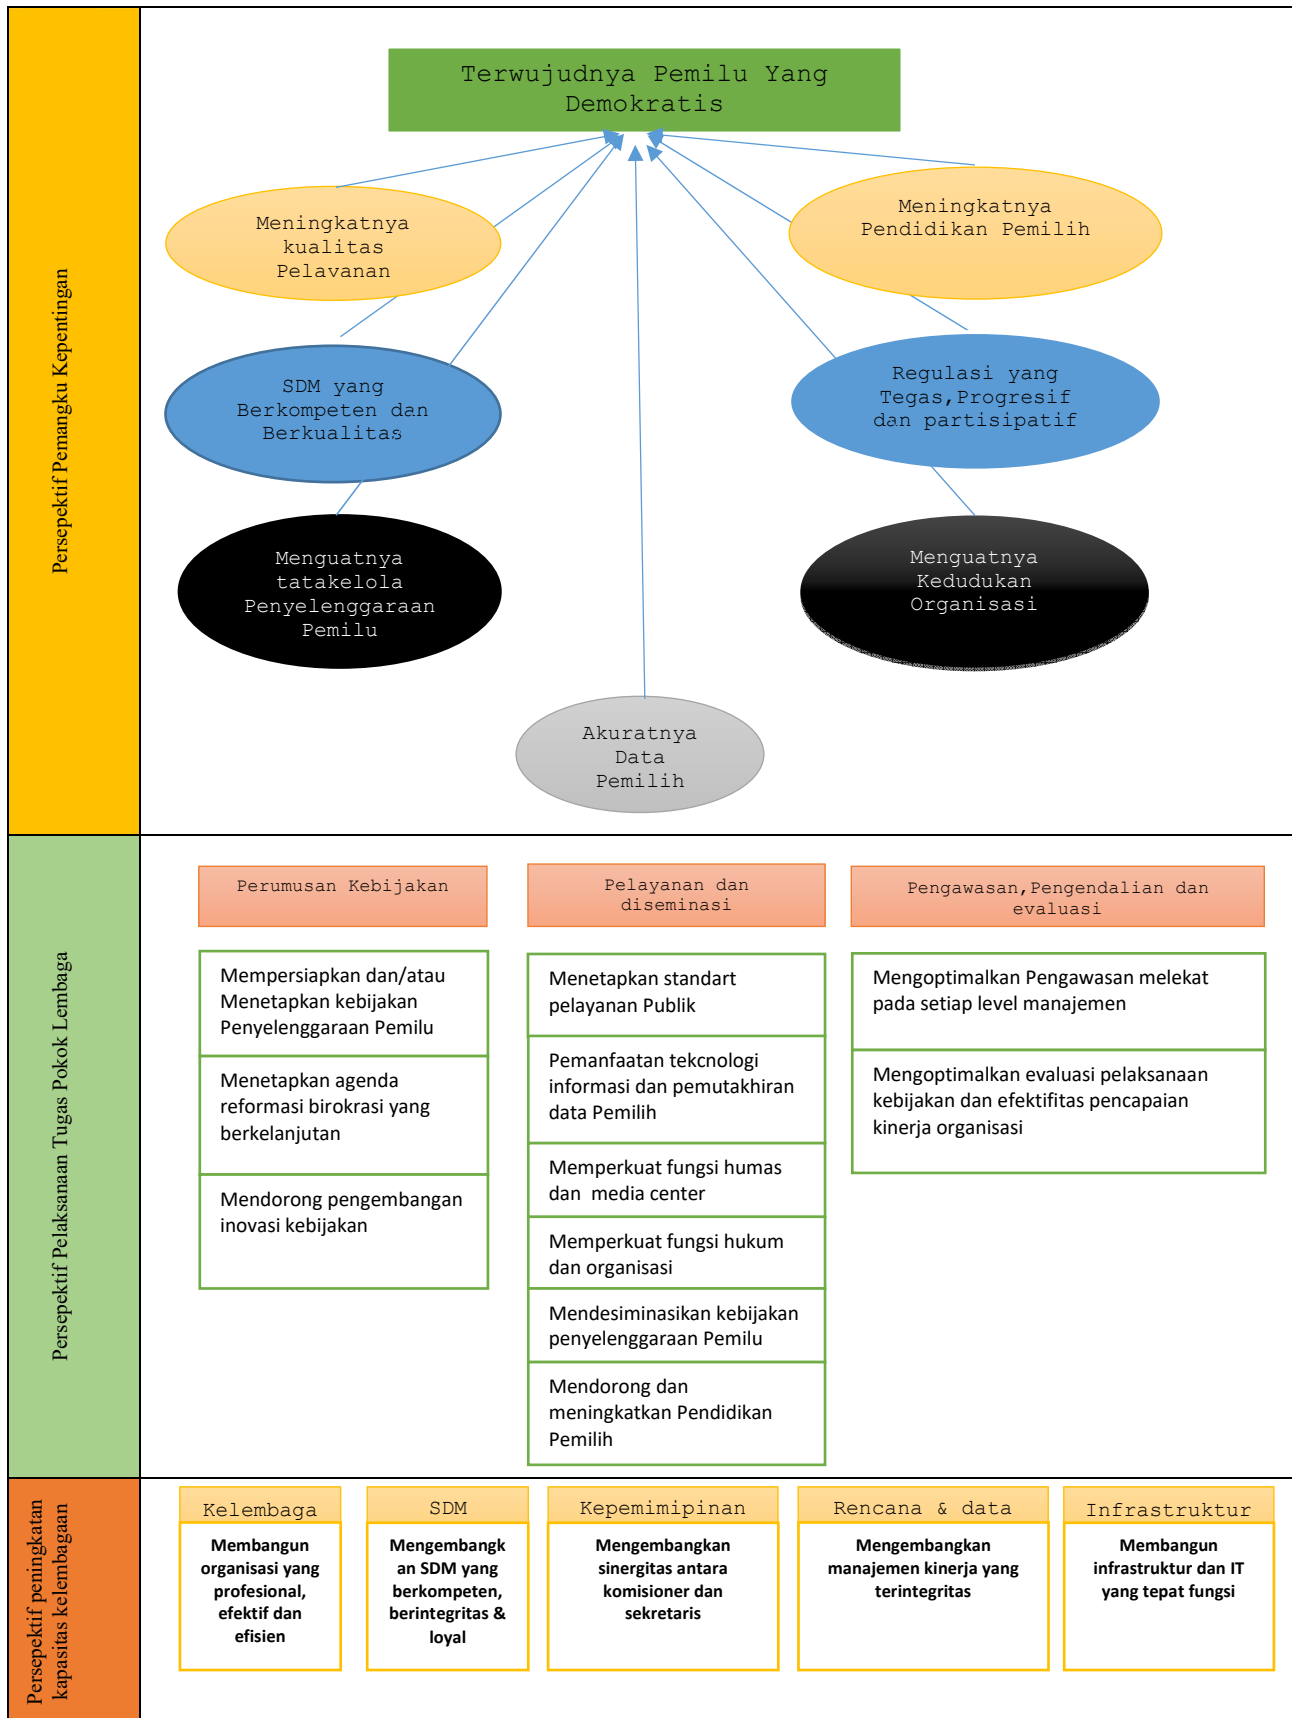 Persepektif Pemangku Kepentingan
Terwujudnya Pemilu Yang
Demokratis
Meningkatnya
kualitas
Pelavanan
Meningkatnya
Pendidikan Pemilih
SDM yang
Berkompeten dan
Berkualitas
Regulasi yang
Tegas,Progresif
dan partisipatif
Menguatnya
tatakelola
Penyelenggaraan
Pemilu
Menguatnya
Kedudukan
Organisasi
Akuratnya
Data
Pemilih
Persepektif Pelaksanaan Tugas Pokok Lembaga
Perumusan Kebijakan
Mempersiapkan dan/atau
Menetapkan kebijakan
Penyelenggaraan Pemilu
Menetapkan agenda
reformasi birokrasi yang
berkelanjutan
Mendorong pengembangan
inovasi kebijakan
Pelayanan dan
diseminasi
Menetapkan standart
pelayanan Publik
Pemanfaatan tekcnologi
informasi dan pemutakhiran
data Pemilih
Memperkuat fungsi humas
dan media center
Memperkuat fungsi hukum
dan organisasi
Mendesiminasikan kebijakan
penyelenggaraan Pemilu
Mendorong dan
meningkatkan Pendidikan
Pemilih
Pengawasan,Pengendalian dan
evaluasi
Mengoptimalkan Pengawasan melekat
pada setiap level manajemen
Mengoptimalkan evaluasi pelaksanaan
kebijakan dan efektifitas pencapaian
kinerja organisasi
Persepektif peningkatan
kapasitas kelembagaan
Kelembaga
Membangun
organisasi yang
profesional,
efektif dan
efisien
SDM
Mengembangk
an SDM yang
berkompeten,
berintegritas &
loyal
Kepemimipinan
Mengembangkan
sinergitas antara
komisioner dan
sekretaris
Rencana & data
Mengembangkan
manajemen kinerja yang
terintegritas
Infrastruktur
Membangun
infrastruktur dan IT
yang tepat fungsi